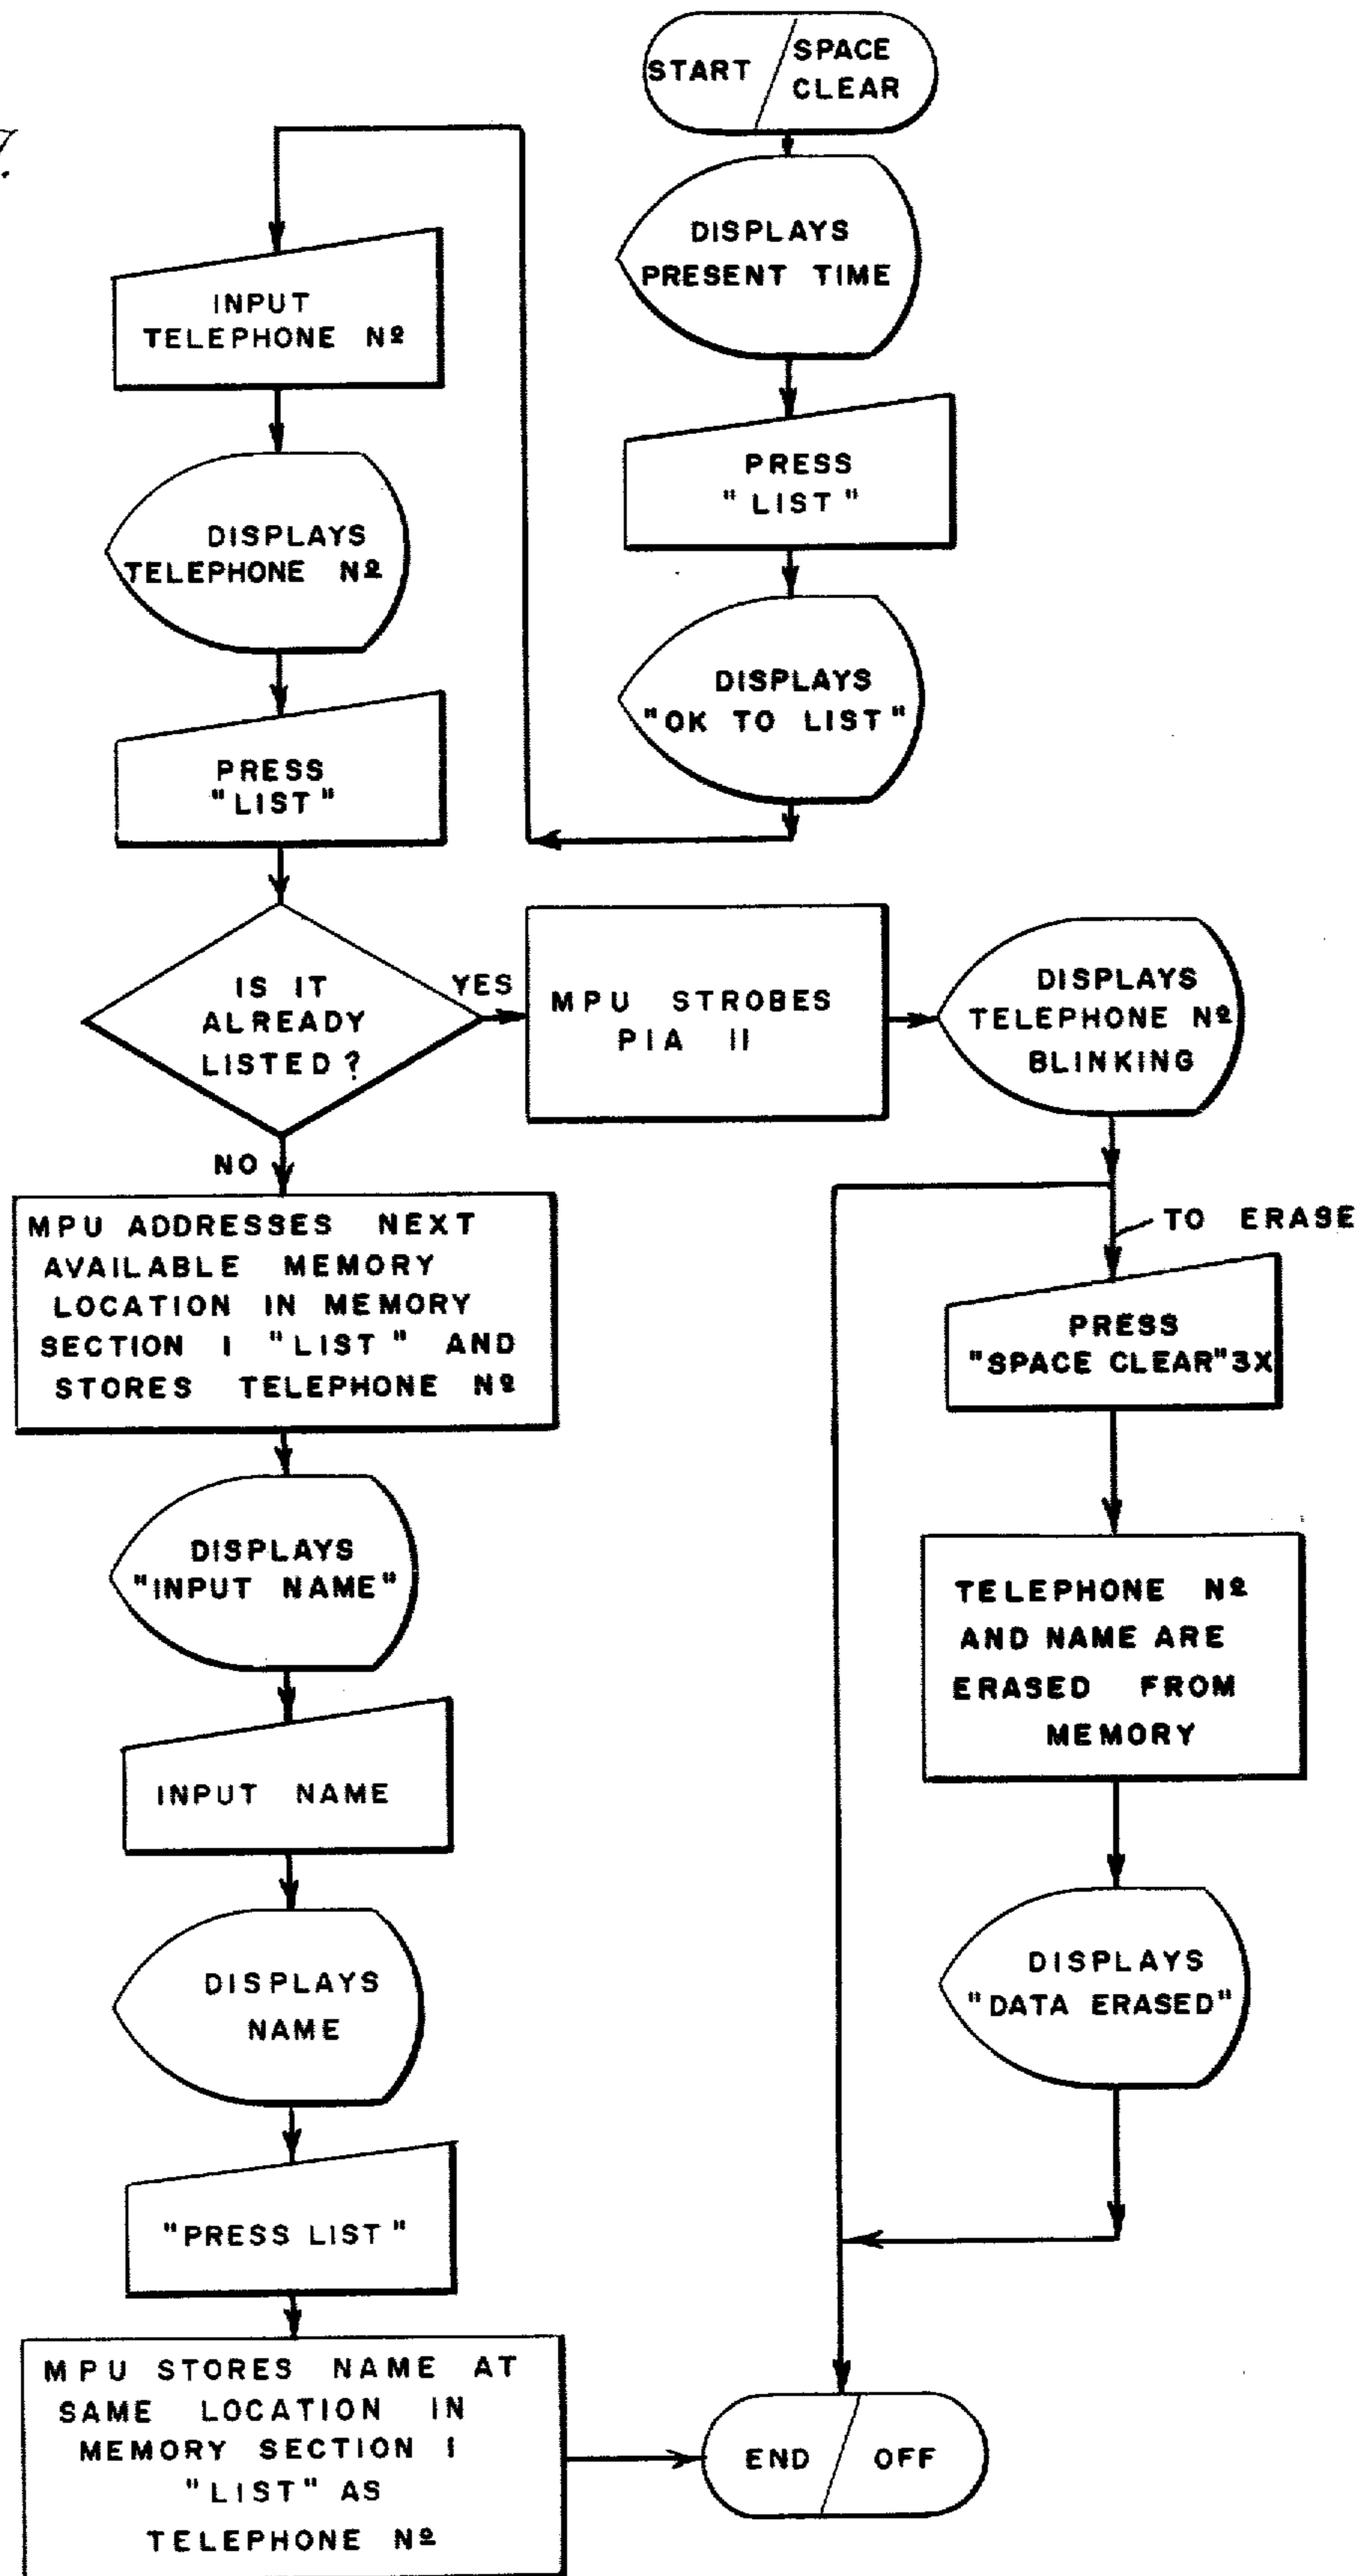 7.
START
SPACE
CLEAR
DISPLAYS
PRESENT TIME
PRESS
"LIST"
DISPLAYS
"OK TO LIST"
INPUT
TELEPHONE Nº
DISPLAYS
TELEPHONE Nº
PRESS
"LIST"
IS IT
ALREADY
LISTED?
YES
MPU STROBES
PIA II
DISPLAYS
TELEPHONE Nº
BLINKING
TO ERASE
PRESS
"SPACE CLEAR"3X
TELEPHONE Nº
AND NAME ARE
ERASED FROM
MEMORY
DISPLAYS
"DATA ERASED"
NO
MPU ADDRESSES NEXT
AVAILABLE MEMORY
LOCATION IN MEMORY
SECTION I "LIST" AND
STORES TELEPHONE Nº
DISPLAYS
"INPUT NAME"
INPUT NAME
DISPLAYS
NAME
"PRESS LIST"
MPU STORES NAME AT
SAME LOCATION IN
MEMORY SECTION I
"LIST" AS
TELEPHONE Nº
END
OFF